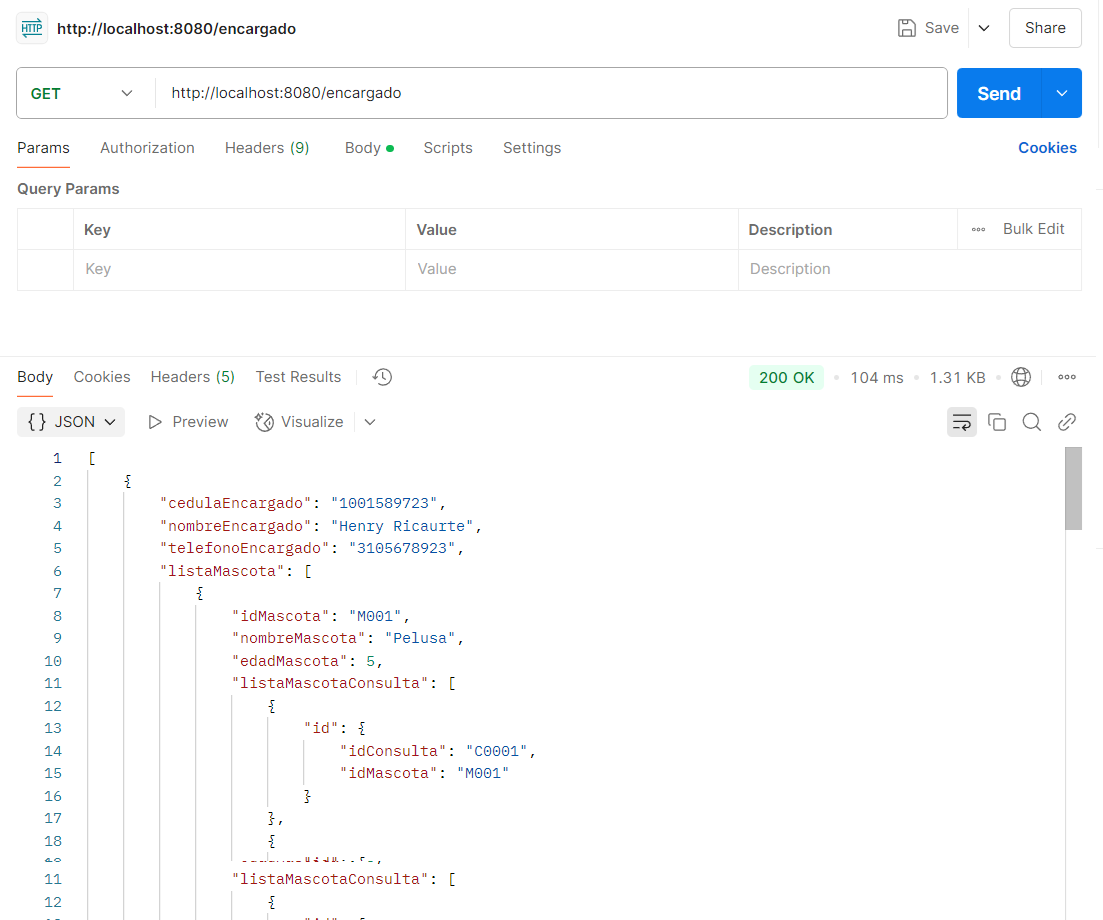 HTTP http://localhost:8080/encargado Save Share
GET http://localhost:8080/encargado Send
Params Authorization Headers (9) Body Scripts Settings Cookies
Query Params
Key Value Description Bulk Edit
Key Value Description
Body Cookies Headers (5) Test Results 200 OK 104 ms 1.31 KB
{} JSON Preview Visualize
1 [
2 {
3 "cedulaEncargado": "1001589723",
4 "nombreEncargado": "Henry Ricaurte",
5 "telefonoEncargado": "3105678923",
6 "listaMascota": [
7 {
8 "idMascota": "M001",
9 "nombreMascota": "Pelusa",
10 "edadMascota": 5,
11 "listaMascotaConsulta": [
12 {
13 "id": {
14 "idConsulta": "C0001",
15 "idMascota": "M001"
16 }
17 },
18 {
11 "listaMascotaConsulta": [
12 {